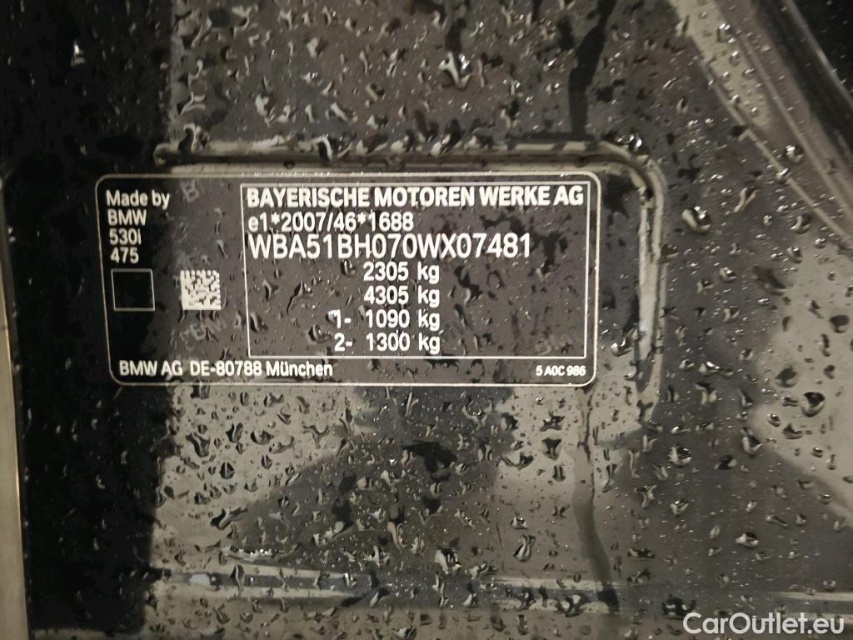 Made by
BMW
530I
475
BAYERISCHE MOTOREN WERKE AG
e1*2007/46*1688
WBA51BH070WX07481
2305 kg
4305 kg
1- 1090 kg
2- 1300 kg
BMW AG DE-80788 München
5 A0C 986
CarOutlet.eu